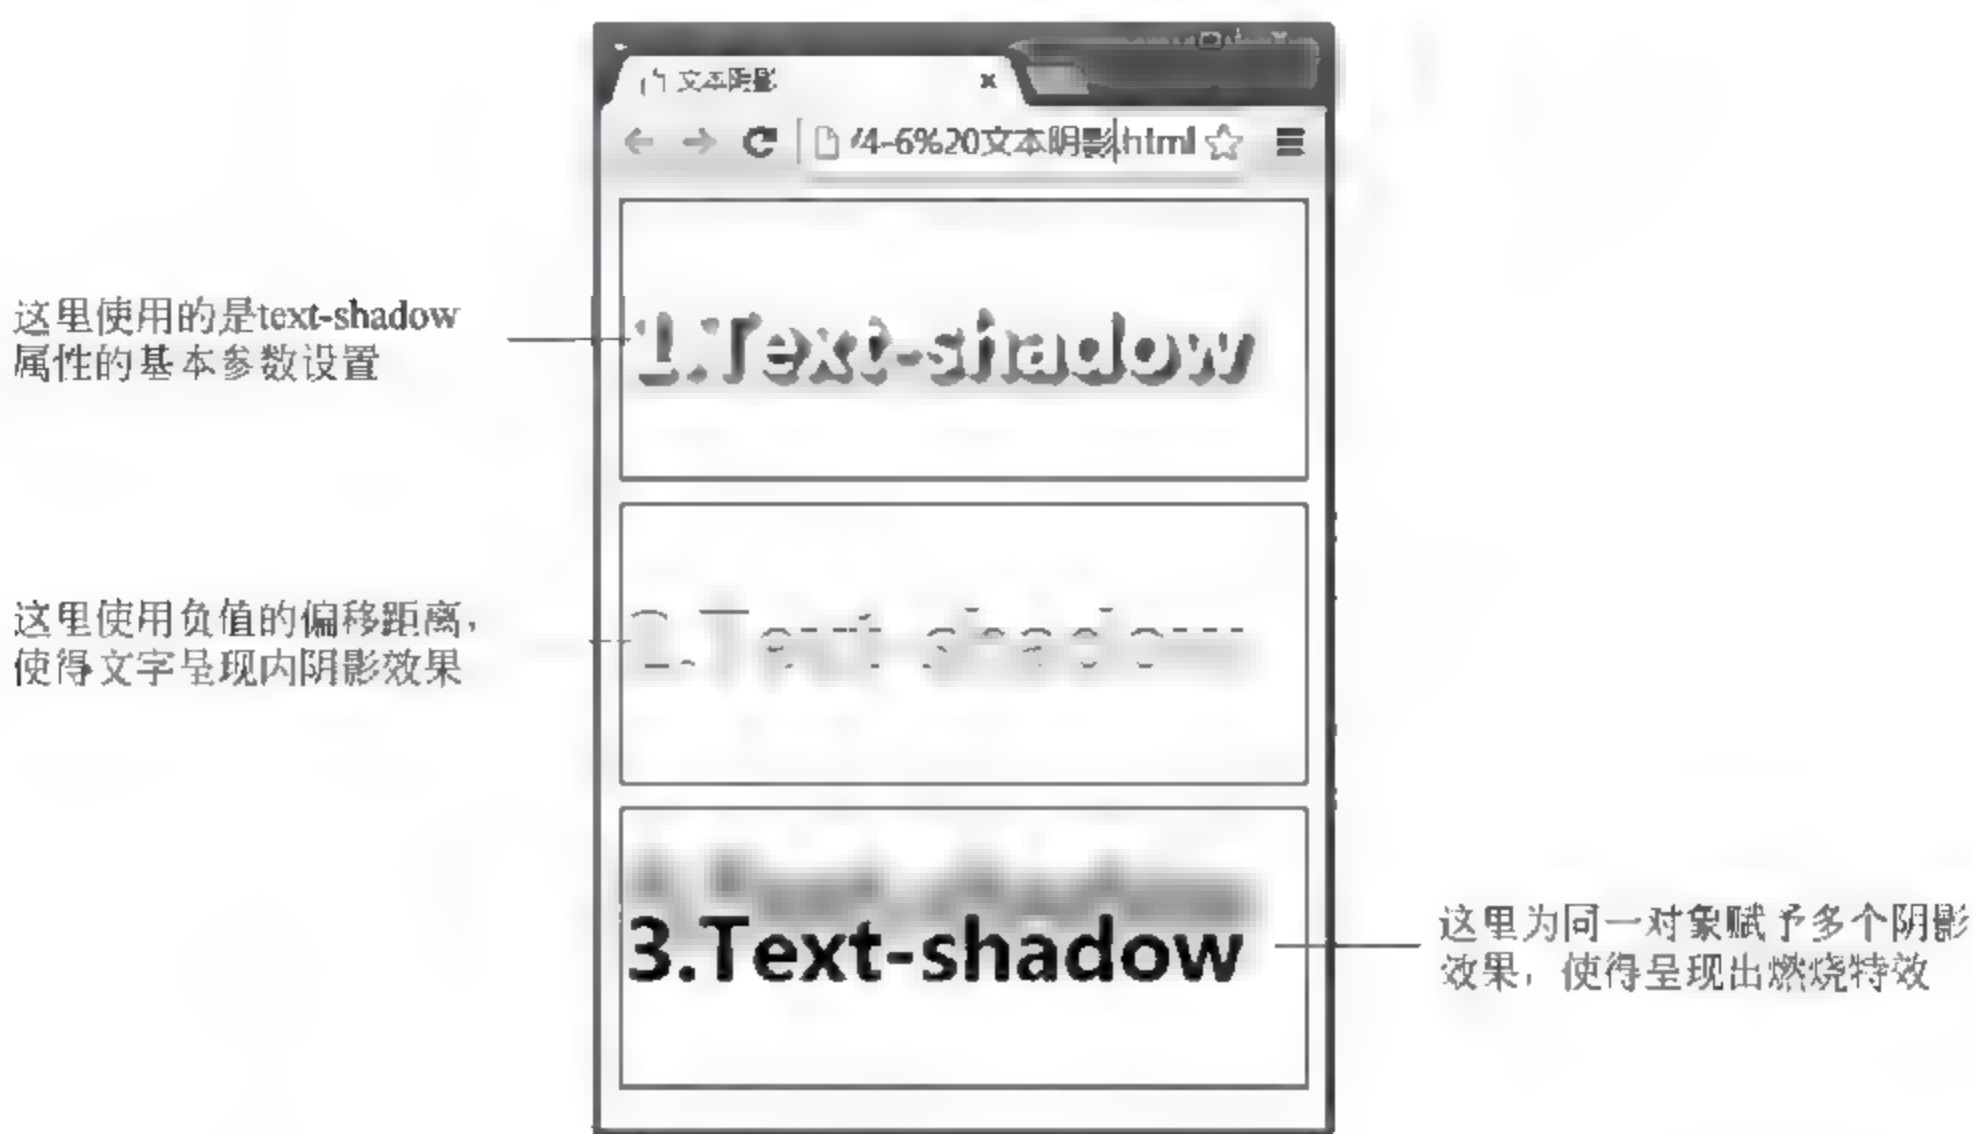 文本阴影
/4-6%20文本阴影.html
这里使用的是text-shadow
属性的基本参数设置
1.Text-shadow
这里使用负值的偏移距离，
使得文字呈现内阴影效果
2.Text-shadow
3.Text-shadow
这里为同一对象赋予多个阴影
效果，使得呈现出燃烧特效